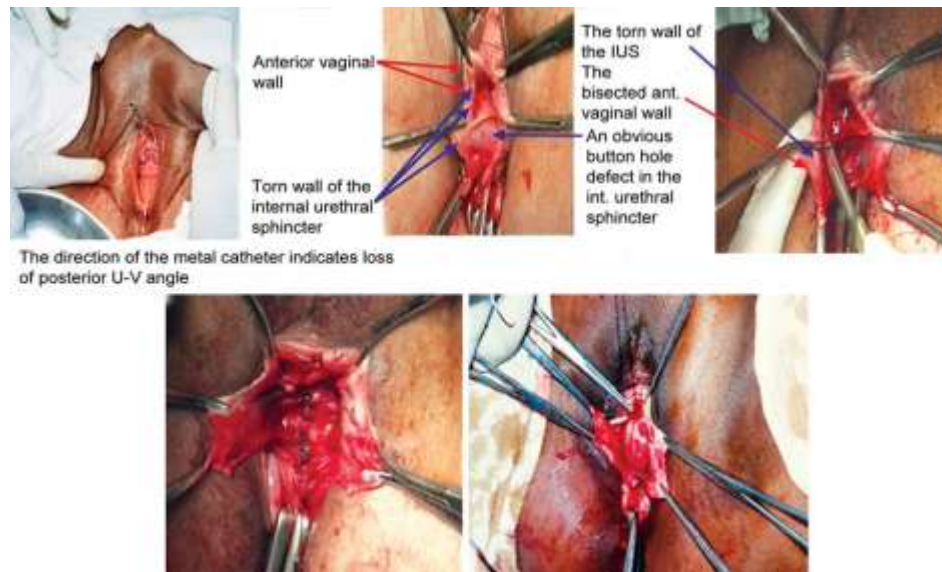 Anterior vaginal
wall
Torn wall of the
internal urethral
sphincter
The torn wall of
the IUS
The
bisected ant.
vaginal wall
An obvious
button hole
defect in the
int. urethral
sphincter
The direction of the metal catheter indicates loss
of posterior U-V angle